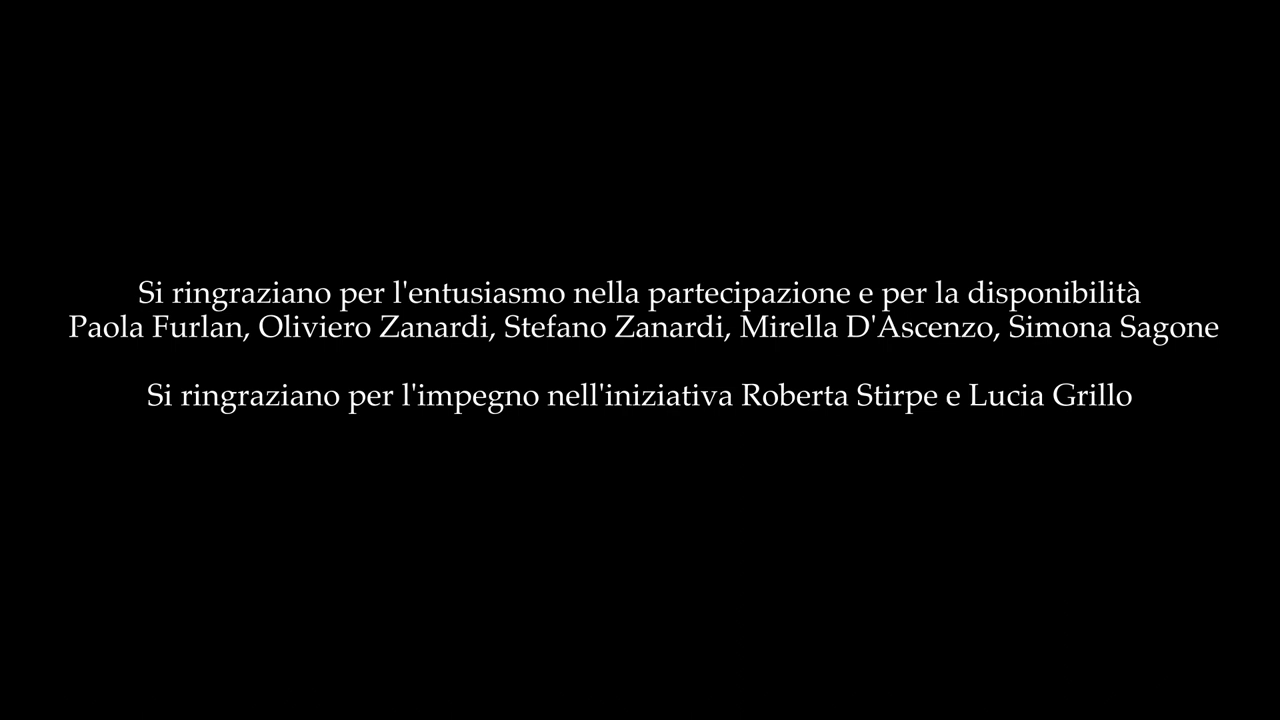 Si ringraziano per l'entusiasmo nella partecipazione e per la disponibilità
Paola Furlan, Oliviero Zanardi, Stefano Zanardi, Mirella D'Ascenzo, Simona Sagone
Si ringraziano per l'impegno nell'iniziativa Roberta Stirpe e Lucia Grillo